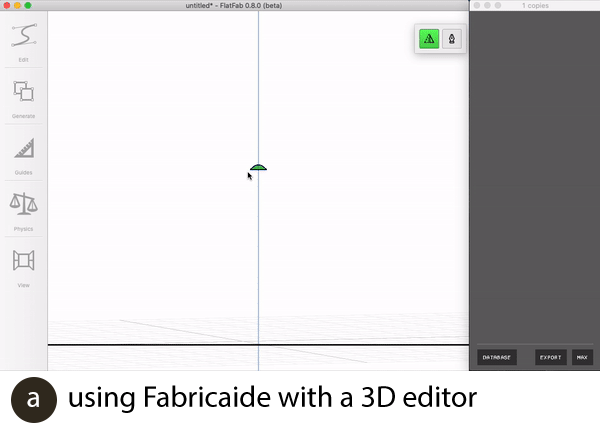 untitled* - FlatFab 0.8.0 (beta)
1 copies
Edit
Generate
Guides
Physics
View
DATABASE
EXPORT
MAX
a using Fabricaide with a 3D editor